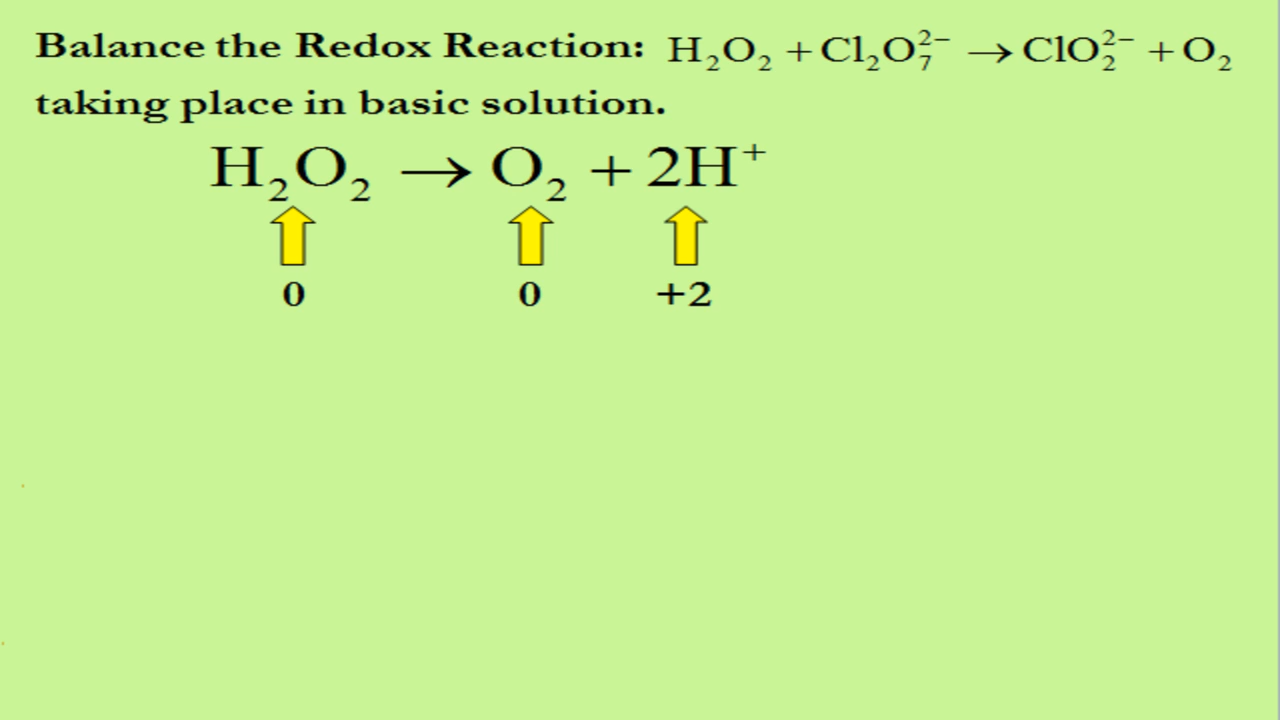 Balance the Redox Reaction: H₂O₂ + Cl₂O₇²⁻ → ClO₂²⁻ + O₂
taking place in basic solution.
H₂O₂ → O₂ + 2H⁺
0 0 +2